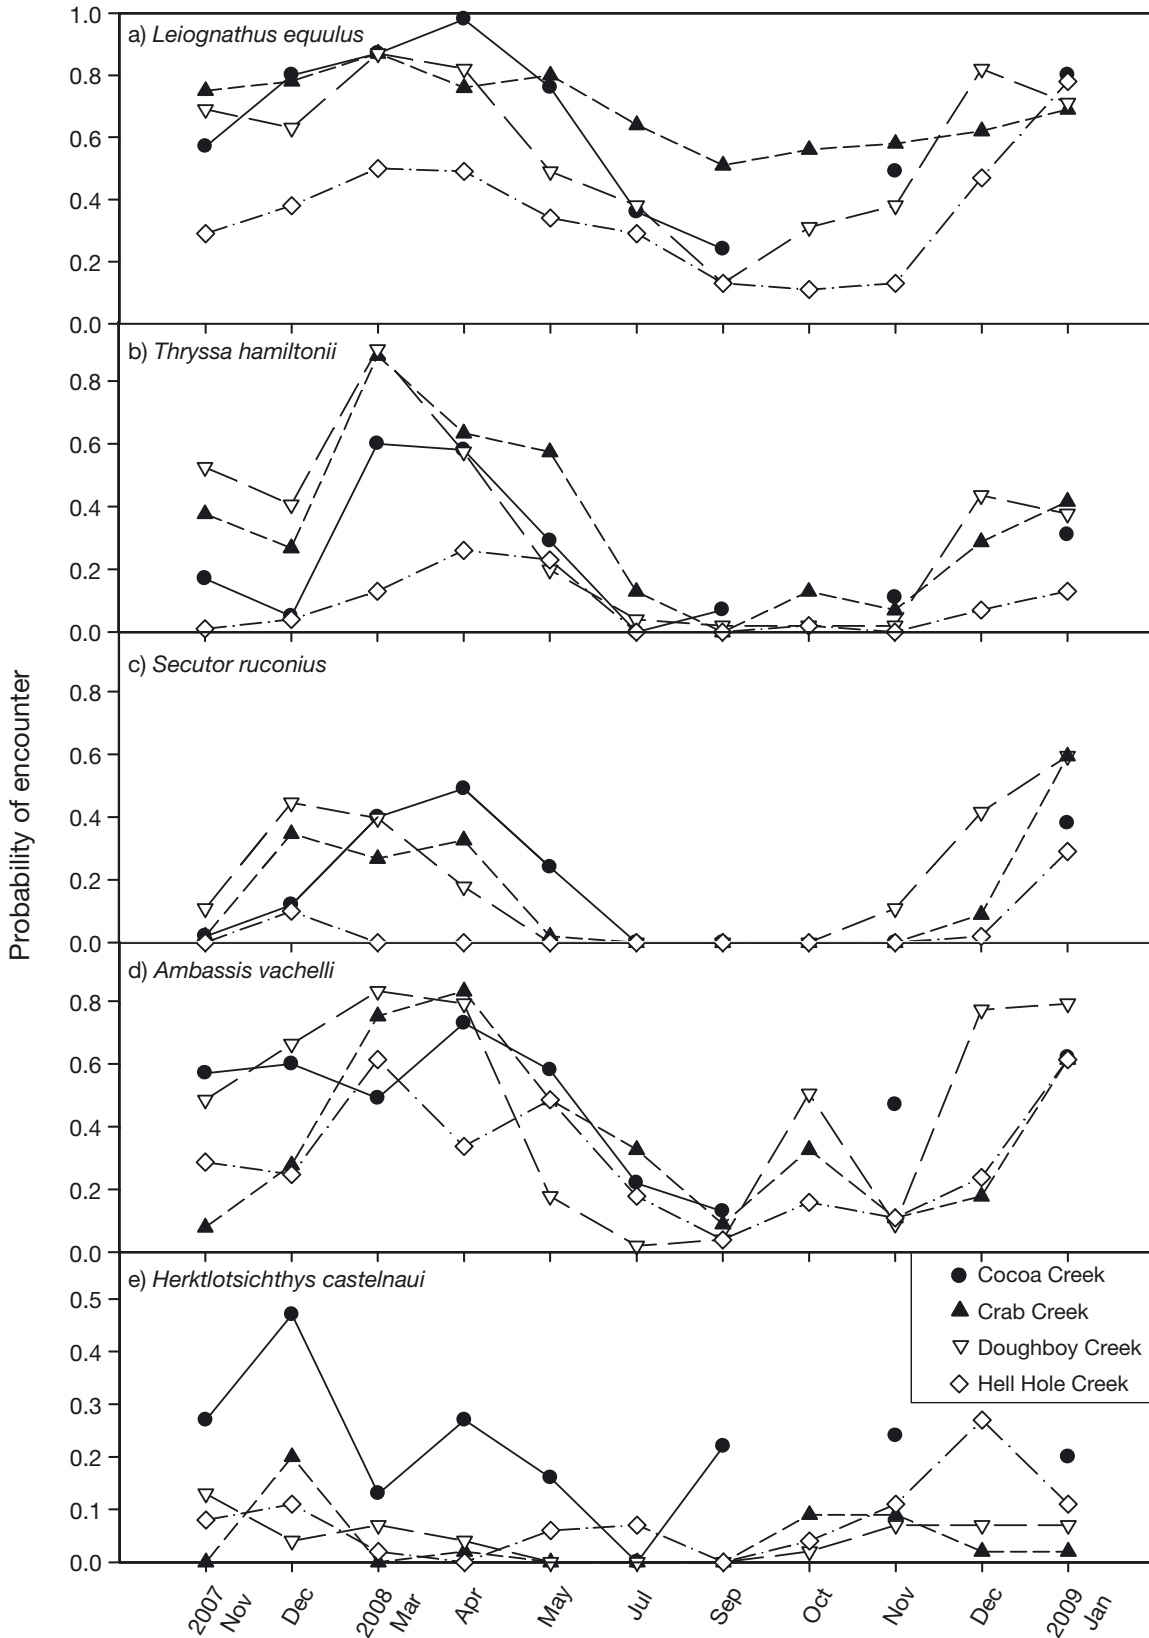 Probability of encounter
1.0
a) Leiognathus equulus
0.8
0.6
0.4
0.2
0.0
b) Thryssa hamiltonii
0.8
0.6
0.4
0.2
0.0
c) Secutor ruconius
0.8
0.6
0.4
0.2
0.0
d) Ambassis vachelli
0.8
0.6
0.4
0.2
0.0
e) Herktlotsichthys castelnaui
0.5
0.4
0.3
0.2
0.1
0.0
Cocoa Creek
Crab Creek
Doughboy Creek
Hell Hole Creek
2007
Nov
Dec
2008
Mar
Apr
May
Jul
Sep
Oct
Nov
Dec
2009
Jan